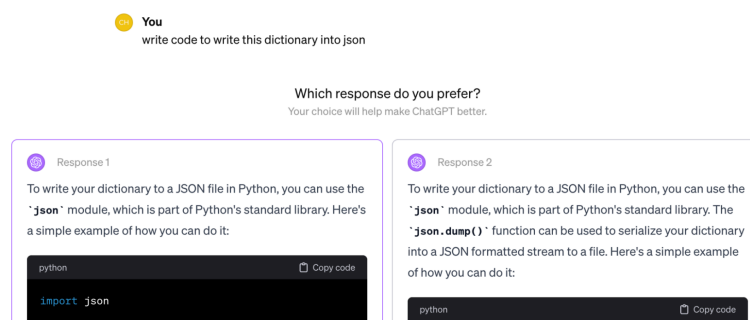 CH
You
write code to write this dictionary into json
Which response do you prefer?
Your choice will help make ChatGPT better.
Response 1
To write your dictionary to a JSON file in Python, you can use the
`json` module, which is part of Python's standard library. Here's
a simple example of how you can do it:
python
Copy code
import json
Response 2
To write your dictionary to a JSON file in Python, you can use the
`json` module, which is part of Python's standard library. The
`json.dump()` function can be used to serialize your dictionary
into a JSON formatted stream to a file. Here's a simple example
of how you can do it:
python
Copy code